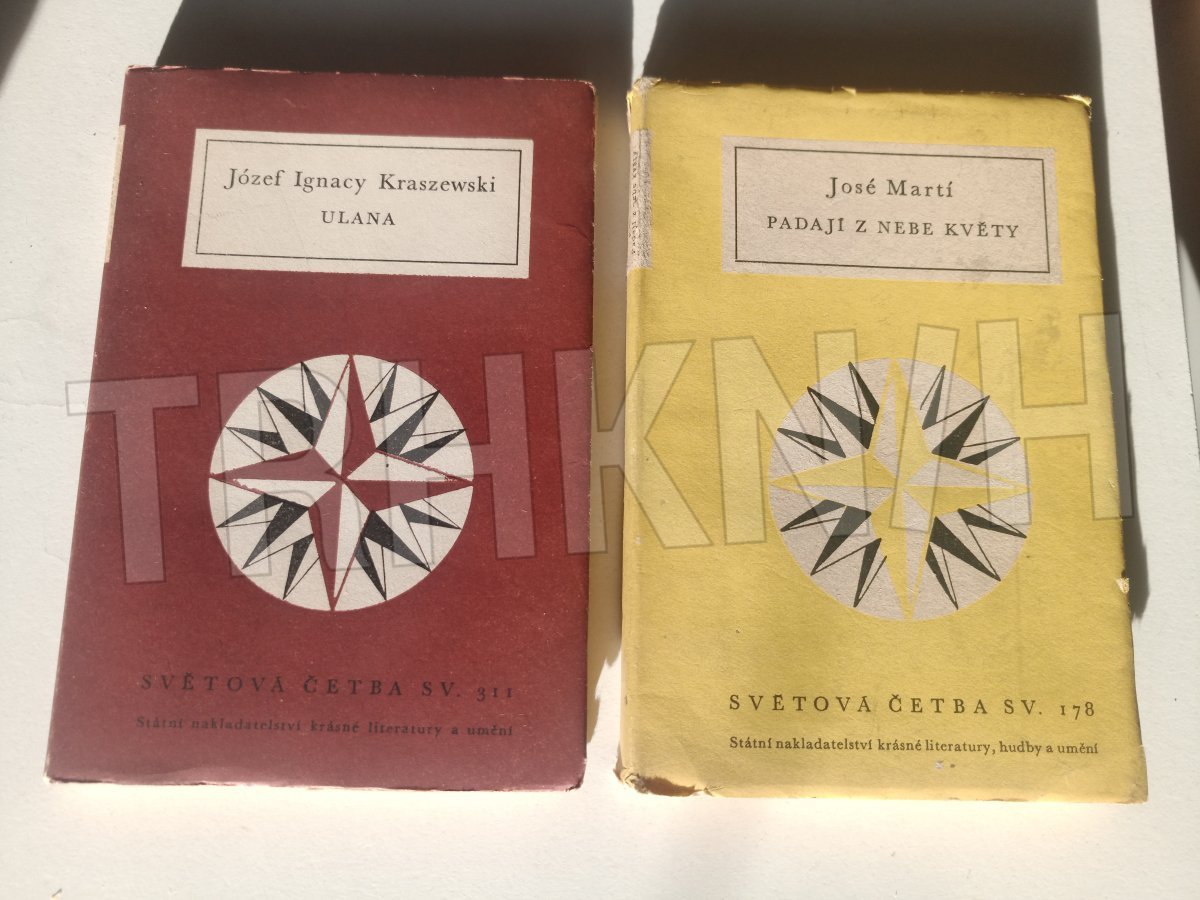 Józef Ignacy Kraszewski
ULANA
SVĚTOVÁ ČETBA SV. 311
Státní nakladatelství krásné literatury a umění
José Martí
PADAJÍ Z NEBE KVĚTY
SVĚTOVÁ ČETBA SV. 178
Státní nakladatelství krásné literatury, hudby a umění
TRHKNIH